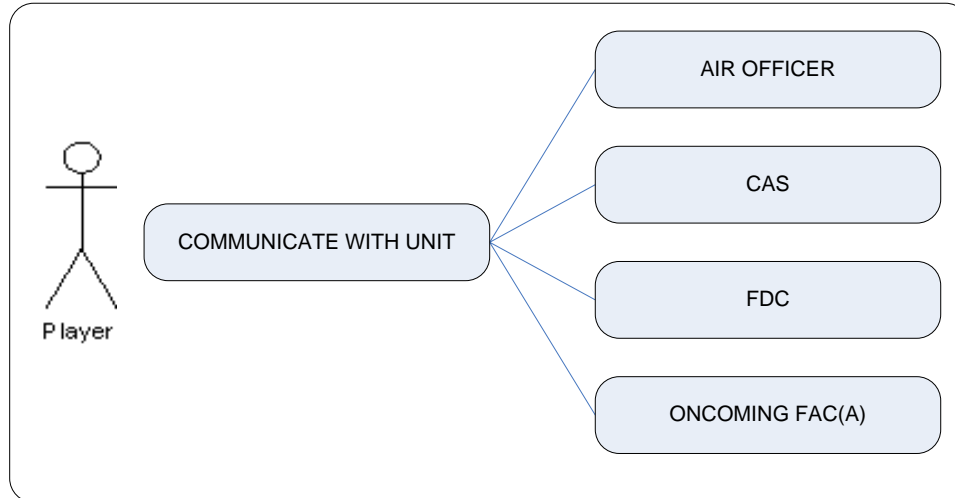 AIR OFFICER
CAS
COMMUNICATE WITH UNIT
FDC
Player
ONCOMING FAC(A)